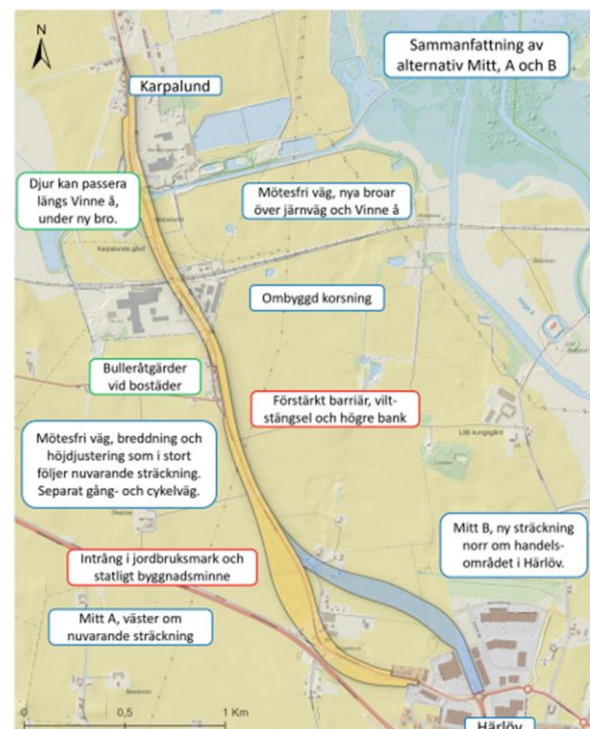 N
Sammanfattning av
alternativ Mitt, A och B
Karpalund
Djur kan passera
längs Vinne å,
under ny bro.
Mötesfri väg, nya broar
över järnväg och Vinne å
Karpalunds gård
Ombyggd korsning
Bulleråtgärder
vid bostäder
Förstärkt barriär, vilt-
stängsel och högre bank
Mötesfri väg, breddning och
höjdjustering som i stort
följer nuvarande sträckning.
Separat gång- och cykelväg.
Mitt B, ny sträckning
norr om handels-
området i Härlöv.
Intrång i jordbruksmark och
statligt byggnadsminne
Mitt A, väster om
nuvarande sträckning
0 0,5 1 Km
Härlöv